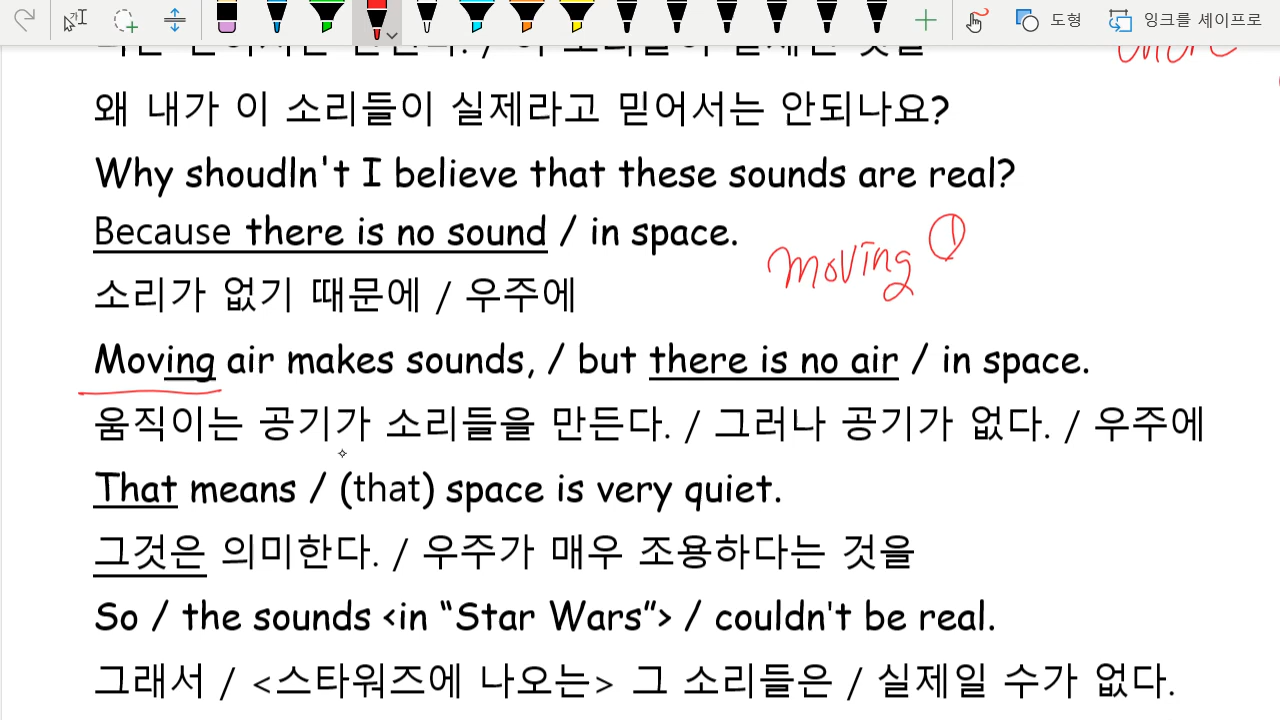 도형
잉크를 셰이프로
왜 내가 이 소리들이 실제라고 믿어서는 안되나요?
Why shoudln't I believe that these sounds are real?
Because there is no sound / in space.
moving ①
소리가 없기 때문에 / 우주에
Moving air makes sounds, / but there is no air / in space.
움직이는 공기가 소리들을 만든다. / 그러나 공기가 없다. / 우주에
That means / (that) space is very quiet.
그것은 의미한다. / 우주가 매우 조용하다는 것을
So / the sounds <in “Star Wars”> / couldn't be real.
그래서 / <스타워즈에 나오는> 그 소리들은 / 실제일 수가 없다.